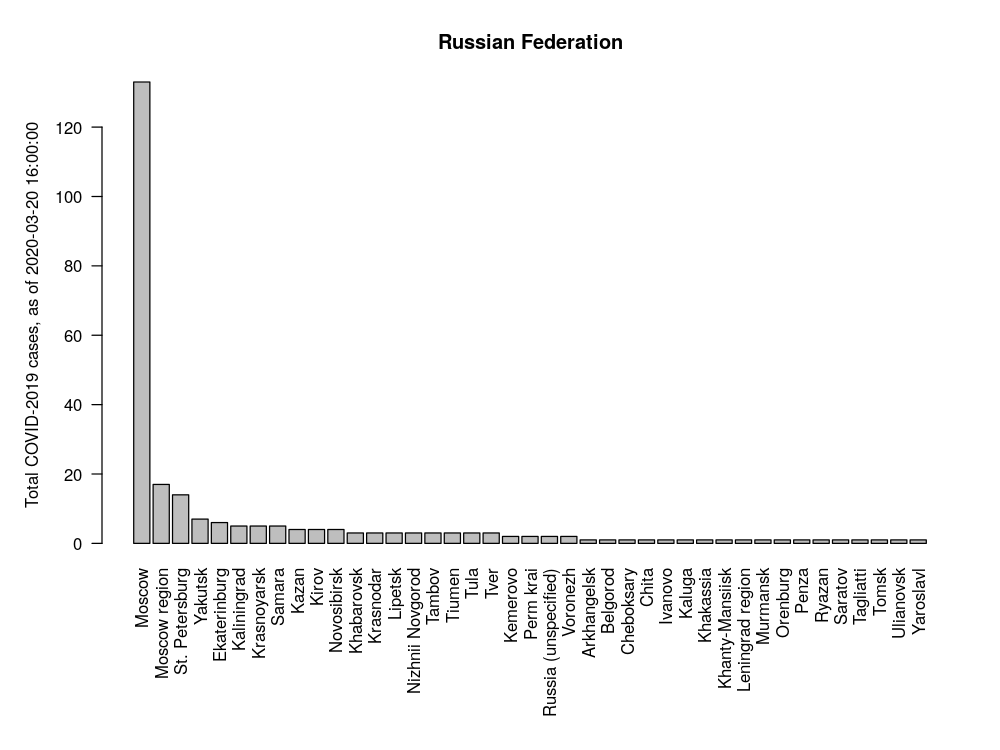 Russian Federation
Total COVID-2019 cases, as of 2020-03-20 16:00:00
120
100
80
60
40
20
0
Moscow
Moscow region
St. Petersburg
Yakutsk
Ekaterinburg
Kaliningrad
Krasnoyarsk
Samara
Kazan
Kirov
Novosibirsk
Khabarovsk
Krasnodar
Lipetsk
Nizhnii Novgorod
Tambov
Tiumen
Tula
Tver
Kemerovo
Perm krai
Russia (unspecified)
Voronezh
Arkhangelsk
Belgorod
Cheboksary
Chita
Ivanovo
Kaluga
Khakassia
Khanty-Mansiisk
Leningrad region
Murmansk
Orenburg
Penza
Ryazan
Saratov
Tagliatti
Tomsk
Ulianovsk
Yaroslavl